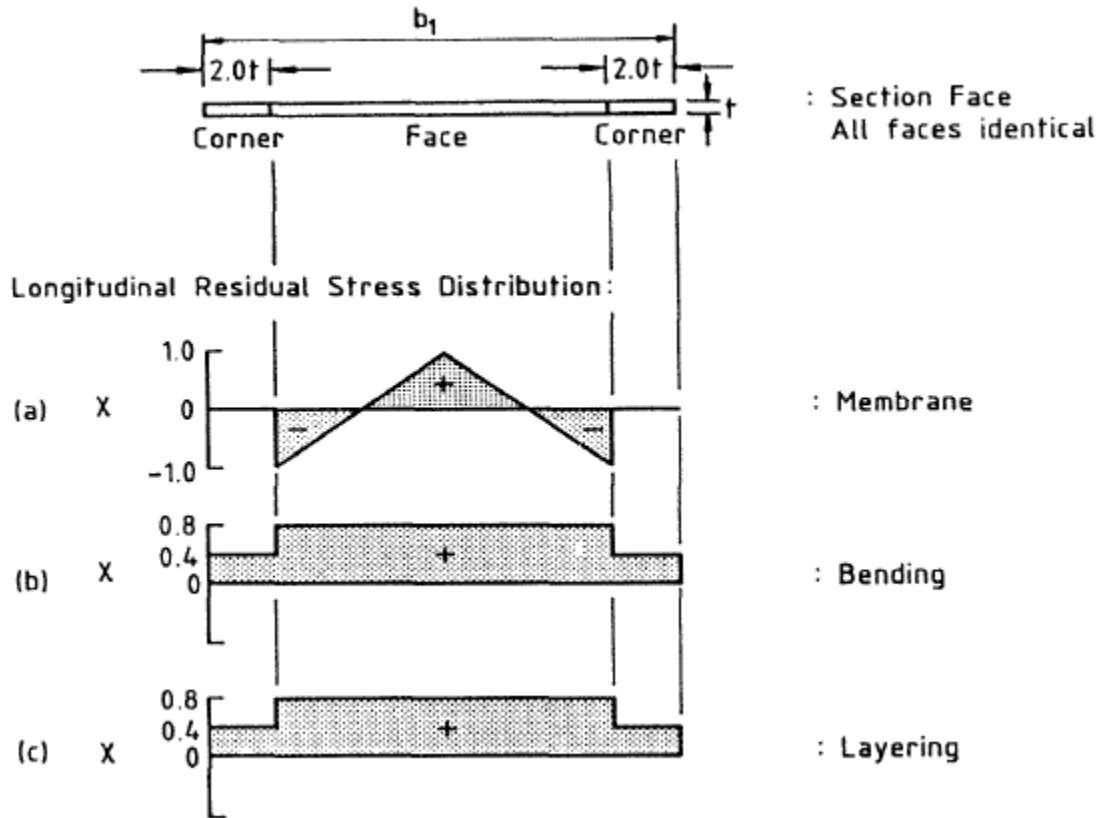 b₁
2.0t 2.0t
t
: Section Face
All faces identical
Corner Face Corner
Longitudinal Residual Stress Distribution:
1.0
(a) X 0 + − − : Membrane
-1.0
0.8
0.4 +
(b) X 0 : Bending
0.8
0.4 +
(c) X 0 : Layering